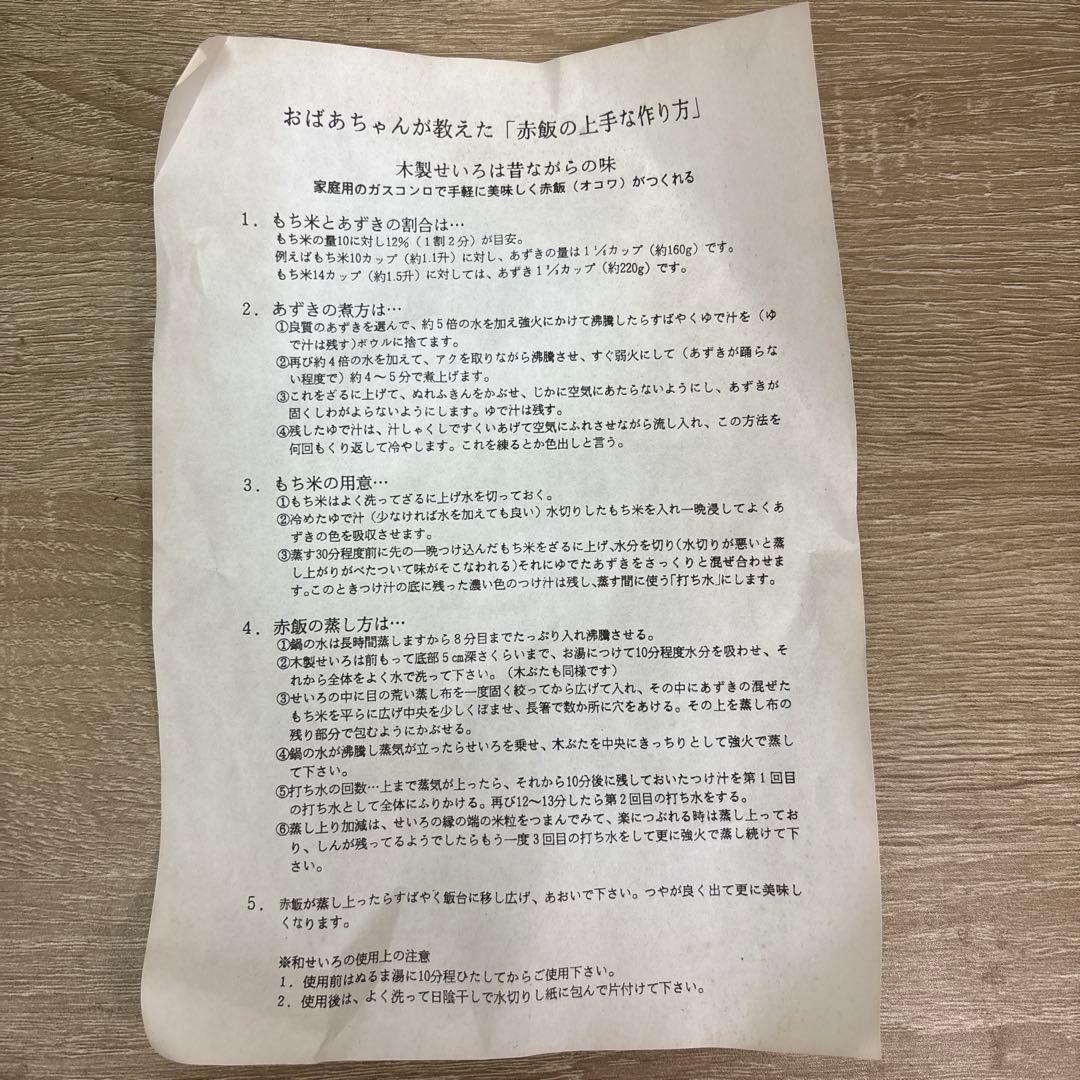 おばあちゃんが教えた「赤飯の上手な作り方」
木製せいろは昔ながらの味
家庭用のガスコンロで手軽に美味しく赤飯（オコワ）がつくれる
1．もち米とあずきの割合は…
もち米の量10に対し12%（1割2分）が目安。
例えばもち米10カップ（約1.1升）に対し、あずきの量は1 1/4カップ（約160g）です。
もち米14カップ（約1.5升）に対しては、あずき1 3/4カップ（約220g）です。
2．あずきの煮方は…
①良質のあずきを選んで、約5倍の水を加え強火にかけて沸騰したらすばやくゆで汁を（ゆ
で汁は残す)ボウルに捨てます。
②再び約4倍の水を加えて、アクを取りながら沸騰させ、すぐ弱火にして（あずきが踊らな
い程度で）約4～5分で煮上げます。
③これをざるに上げて、ぬれふきんをかぶせ、じかに空気にあたらないようにし、あずきが
固くしわがよらないようにします。ゆで汁は残す。
④残したゆで汁は、汁しゃくしですくいあげて空気にふれさせながら流し入れ、この方法を
何回もくり返して冷やします。これを練るとか色出しと言う。
3．もち米の用意…
①もち米はよく洗ってざるに上げ水を切っておく。
②冷めたゆで汁（少なければ水を加えても良い）水切りしたもち米を入れ一晩浸してよくあ
ずきの色を吸収させます。
③蒸す30分程度前に先の一晩つけ込んだもち米をざるに上げ、水分を切り(水切りが悪いと蒸
し上がりがべたついて味がそこなわれる)それにゆでたあずきをさっくりと混ぜ合わせま
す。このときつけ汁の底に残った濃い色のつけ汁は残し、蒸す間に使う「打ち水」にします。
4．赤飯の蒸し方は…
①鍋の水は長時間蒸しますから8分目までたっぷり入れ沸騰させる。
②木製せいろは前もって底部5㎝深さくらいまで、お湯につけて10分程度水分を吸わせ、そ
れから全体をよく水で洗って下さい。（木ぶたも同様です）
③せいろの中に目の荒い蒸し布を一度固く絞ってから広げて入れ、その中にあずきの混ぜた
もち米を平らに広げ中央を少しくぼませ、長箸で数か所に穴をあける。その上を蒸し布の
残り部分で包むようにかぶせる。
④鍋の水が沸騰し蒸気が立ったらせいろを乗せ、木ぶたを中央にきっちりとして強火で蒸し
て下さい。
⑤打ち水の回数…上まで蒸気が上ったら、それから10分後に残しておいたつけ汁を第1回目
の打ち水として全体にふりかける。再び12～13分したら第2回目の打ち水をする。
⑥蒸し上り加減は、せいろの縁の端の米粒をつまんでみて、楽につぶれる時は蒸し上ってお
り、しんが残ってるようでしたらもう一度3回目の打ち水をして更に強火で蒸し続けて下
さい。
5．赤飯が蒸し上ったらすばやく飯台に移し広げ、あおいで下さい。つやが良く出て更に美味し
くなります。
※和せいろの使用上の注意
1．使用前はぬるま湯に10分程ひたしてからご使用下さい。
2．使用後は、よく洗って日陰干しで水切りし紙に包んで片付けて下さい。